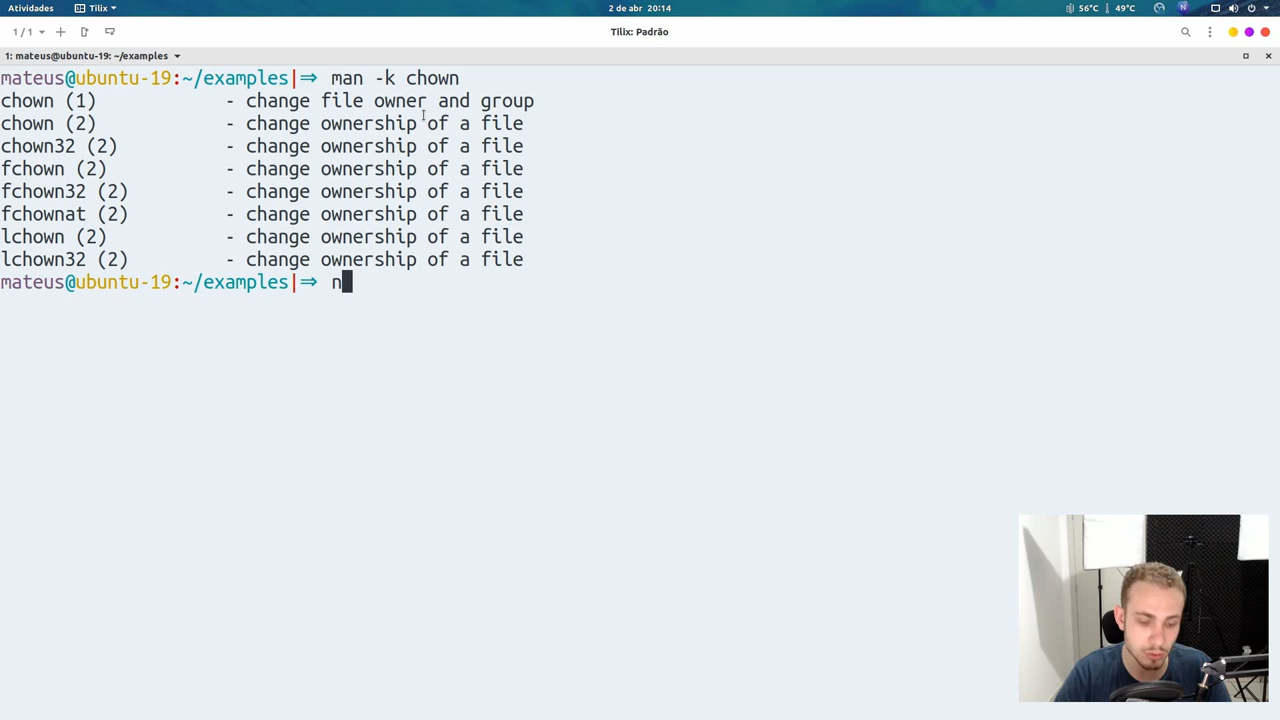 Atividades Tilix 2 de abr 20:14 56°C 49°C N
1 / 1 Tilix: Padrão
1: mateus@ubuntu-19: ~/examples
mateus@ubuntu-19:~/examples|⇒ man -k chown
chown (1) - change file owner and group
chown (2) - change ownership of a file
chown32 (2) - change ownership of a file
fchown (2) - change ownership of a file
fchown32 (2) - change ownership of a file
fchownat (2) - change ownership of a file
lchown (2) - change ownership of a file
lchown32 (2) - change ownership of a file
mateus@ubuntu-19:~/examples|⇒ n